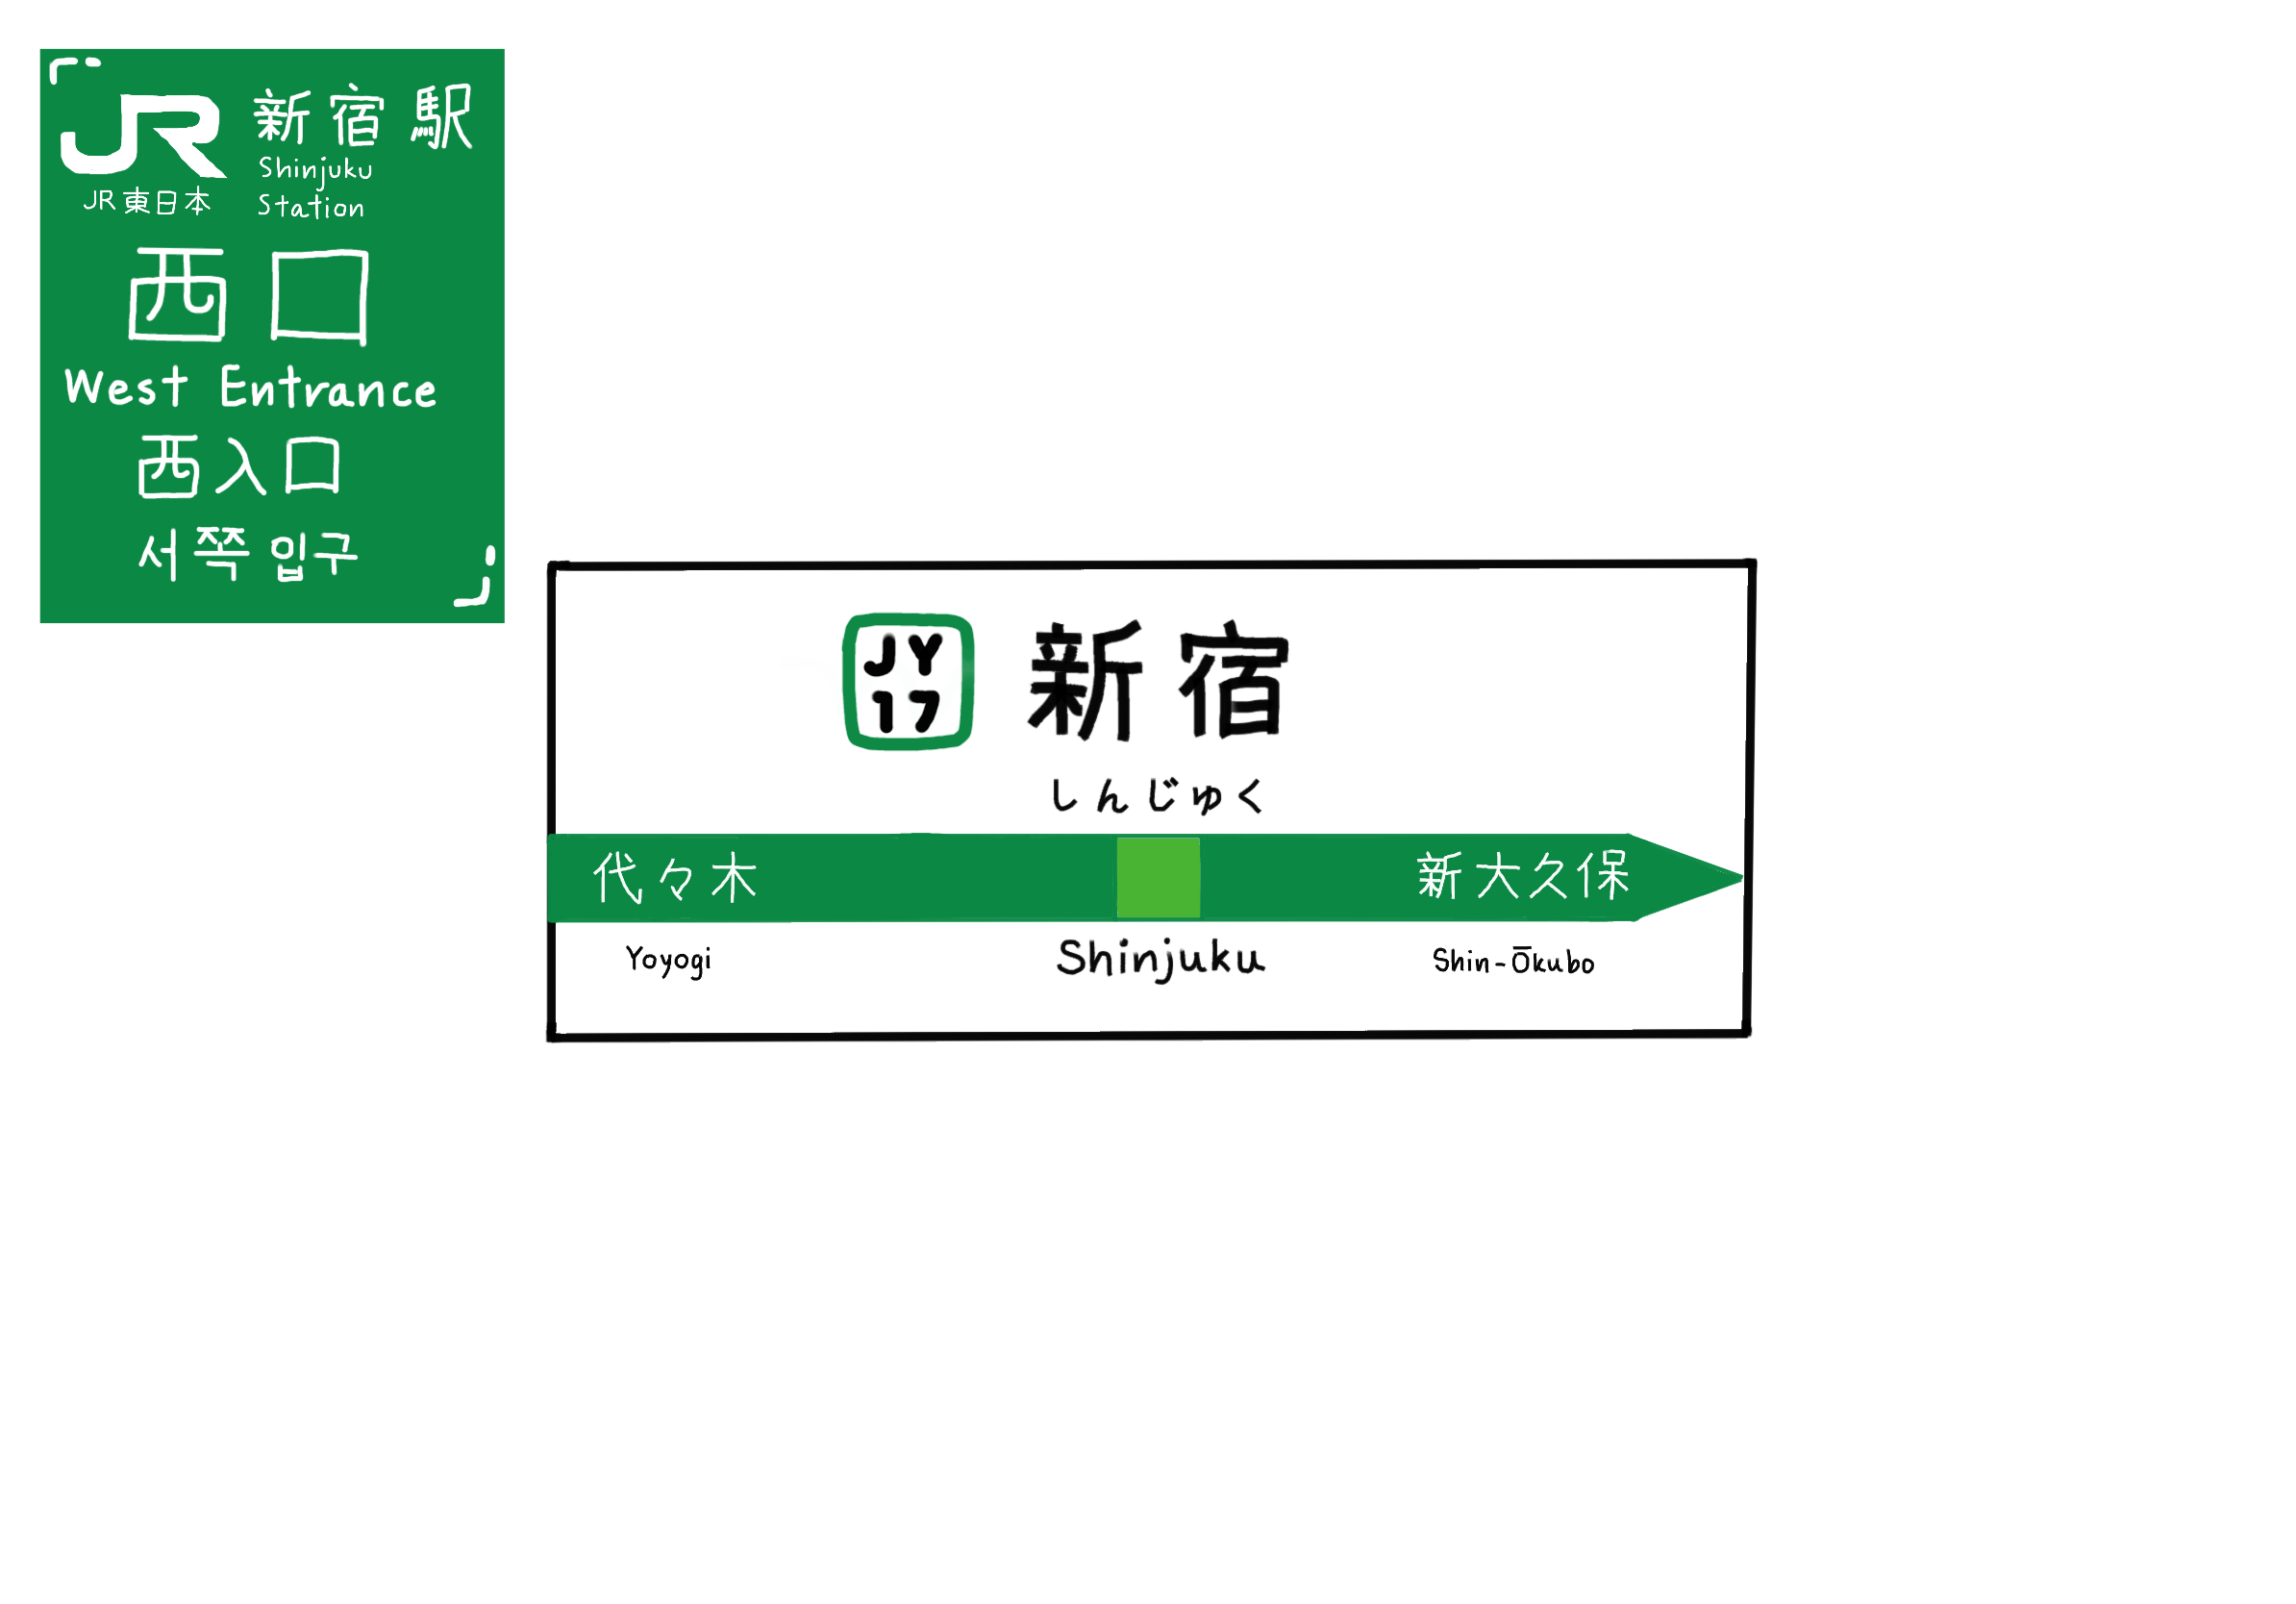 JR
新宿駅
Shinjuku
Station
JR東日本
西口
West Entrance
西入口
서쪽입구
JY
17
新宿
しんじゅく
代々木
新大久保
Yoyogi
Shinjuku
Shin-Ōkubo